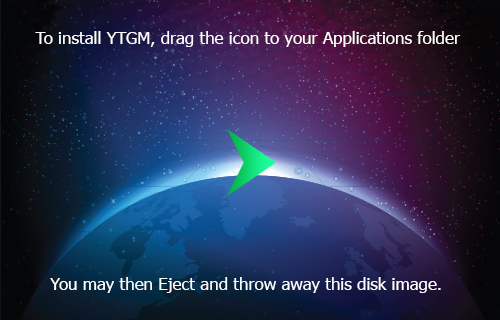 To install YTGM, drag the icon to your Applications folder
You may then Eject and throw away this disk image.